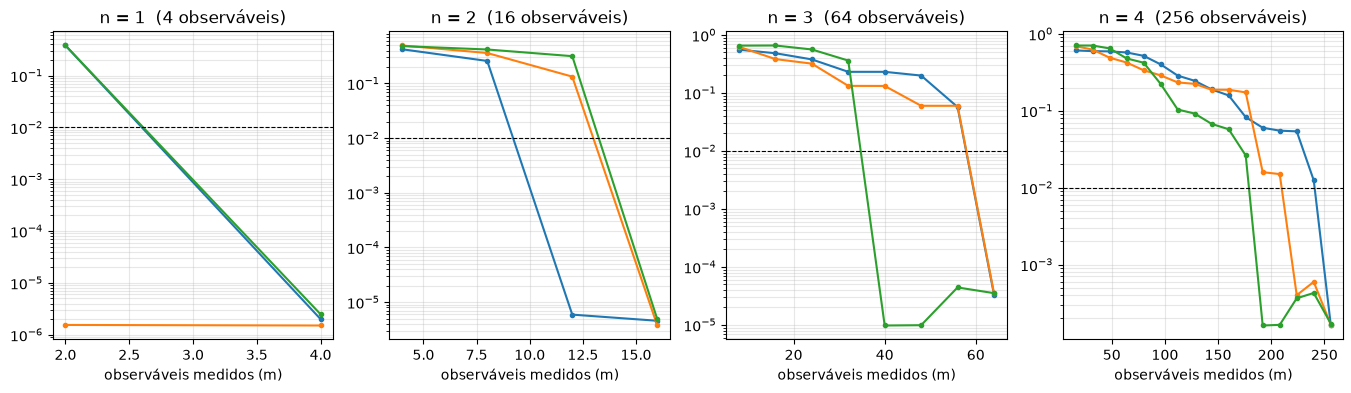 n = 1  (4 observáveis)
10⁻¹
10⁻²
10⁻³
10⁻⁴
10⁻⁵
10⁻⁶
2.0 2.5 3.0 3.5 4.0
observáveis medidos (m)
n = 2  (16 observáveis)
10⁻¹
10⁻²
10⁻³
10⁻⁴
10⁻⁵
5.0 7.5 10.0 12.5 15.0
observáveis medidos (m)
n = 3  (64 observáveis)
10⁰
10⁻¹
10⁻²
10⁻³
10⁻⁴
10⁻⁵
20 40 60
observáveis medidos (m)
n = 4  (256 observáveis)
10⁰
10⁻¹
10⁻²
10⁻³
50 100 150 200 250
observáveis medidos (m)